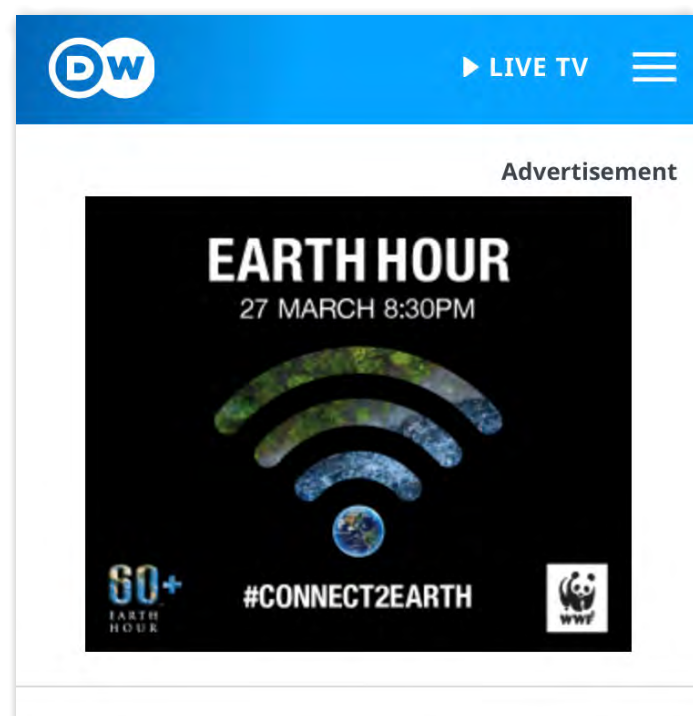 DW
LIVE TV
Advertisement
EARTH HOUR
27 MARCH 8:30PM
60+
EARTH
HOUR
#CONNECT2EARTH
WWF